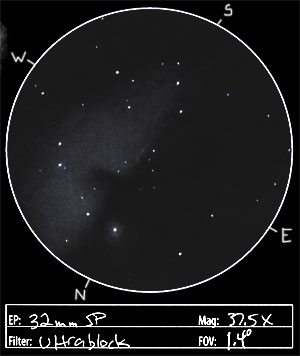 S
W
E
N
EP: 32mm SP Mag: 37.5X
Filter: Ultrablock FOV: 1.4°